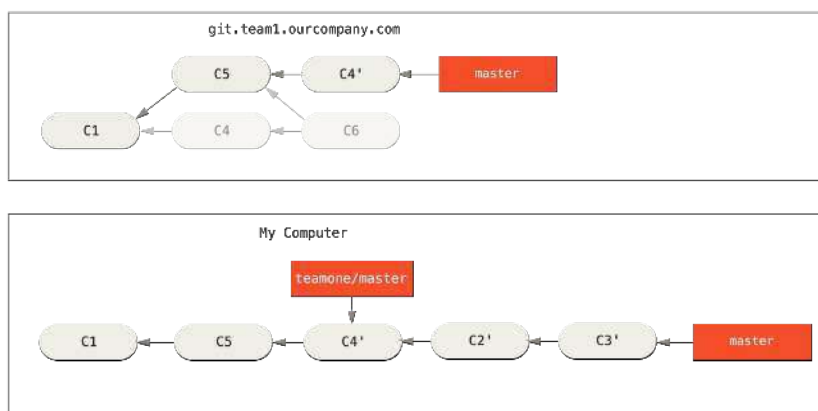 git.team1.ourcompany.com
C5 C4' master
C1 C4 C6
My Computer
teamone/master
C1 C5 C4' C2' C3' master